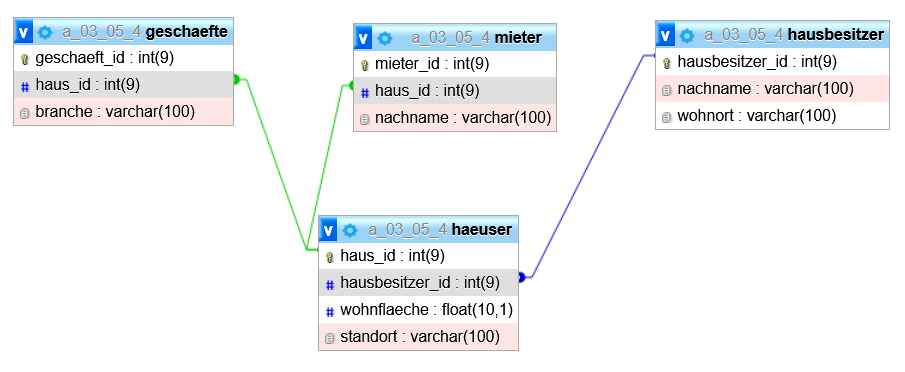 v a_03_05_4 geschaefte
geschaeft_id : int(9)
haus_id : int(9)
branche : varchar(100)
v a_03_05_4 mieter
mieter_id : int(9)
# haus_id : int(9)
nachname : varchar(100)
v a_03_05_4 hausbesitzer
hausbesitzer_id : int(9)
nachname : varchar(100)
wohnort : varchar(100)
v a_03_05_4 haeuser
haus_id : int(9)
# hausbesitzer_id : int(9)
# wohnflaeche : float(10,1)
standort : varchar(100)